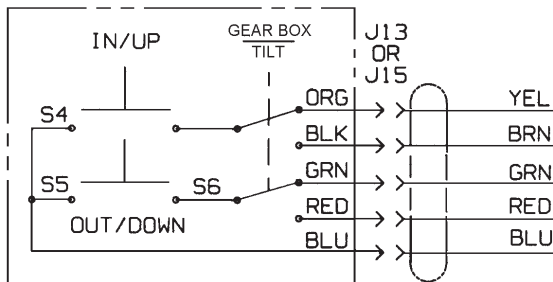 IN/UP
GEAR BOX
TILT
J13
OR
J15
S4
ORG
YEL
BLK
BRN
S5
S6
GRN
GRN
OUT/DOWN
RED
RED
BLU
BLU